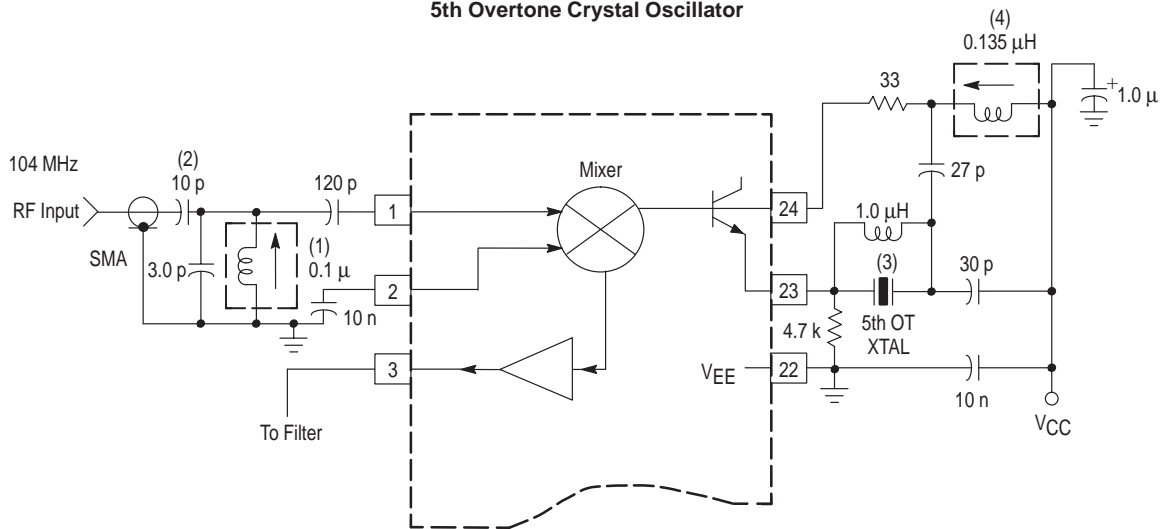 5th Overtone Crystal Oscillator
(4)
0.135 µH
33
+
1.0 µ
27 p
104 MHz
RF Input
(2)
10 p
120 p
1
Mixer
24
1.0 µH
SMA
3.0 p
(1)
0.1 µ
2
10 n
23
(3)
30 p
4.7 k
5th OT
XTAL
3
VEE
22
10 n
VCC
To Filter